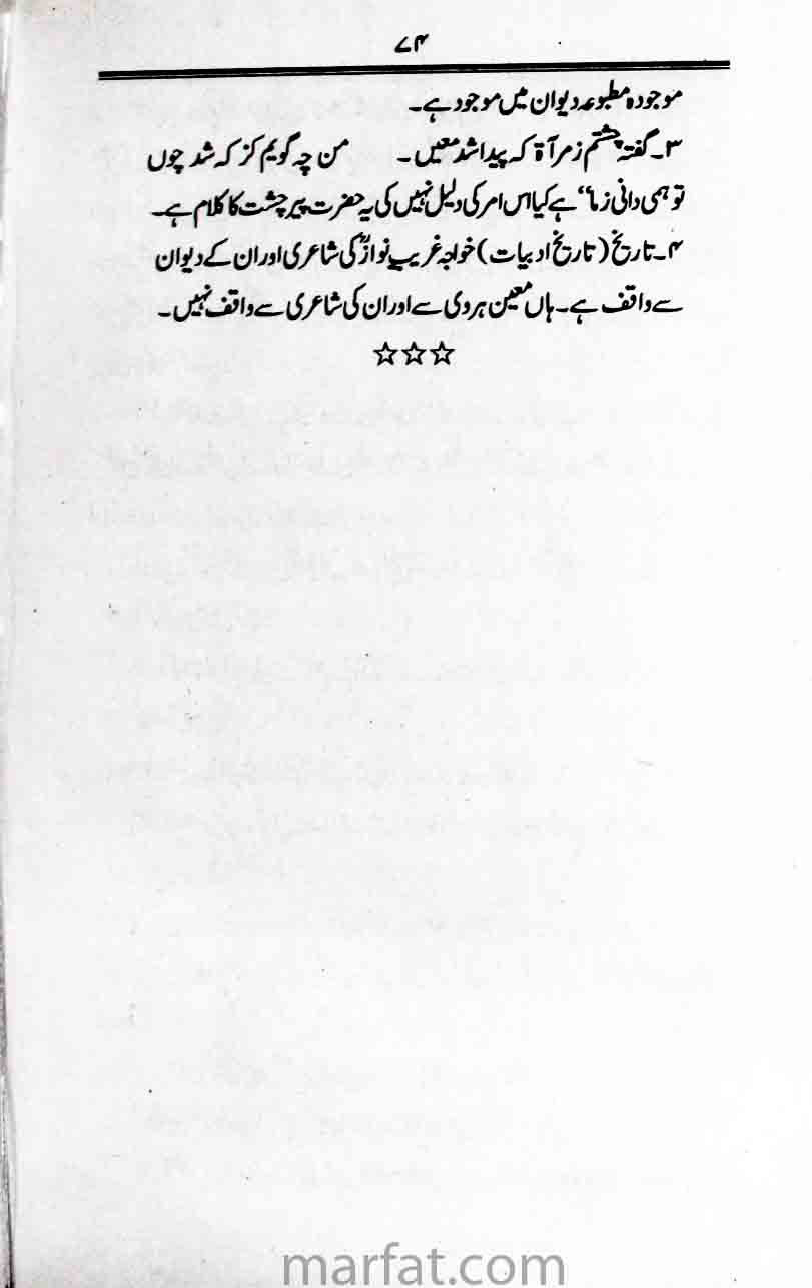 ۷۴
موجودہ مطبوعہ دیوان میں موجود ہے۔
۳۔ گفتہ چشتم ز مرآۃ کہ پیدا شد معیں ۔ من چہ گویم کز کہ شد چوں
تو ہمی دانی زما“ ہے کیا اس امر کی دلیل نہیں کی یہ حضرت پیر چشت کا کلام ہے۔
۴۔ تاریخ (تاریخ ادبیات) خواجہ غریب نوازؒ کی شاعری اور ان کے دیوان
سے واقف ہے۔ ہاں معین ہروی سے اور ان کی شاعری سے واقف نہیں۔
☆☆☆
marfat.com